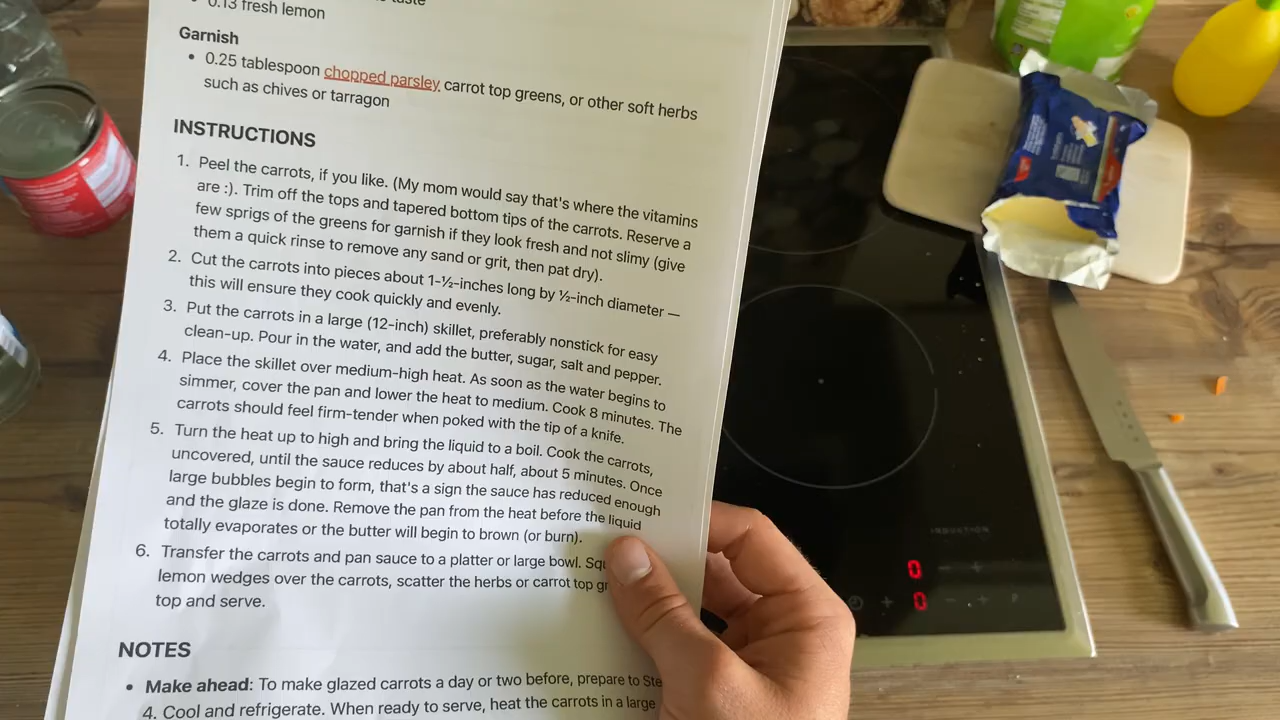 taste
0.13 fresh lemon
Garnish
• 0.25 tablespoon chopped parsley carrot top greens, or other soft herbs
such as chives or tarragon
INSTRUCTIONS
1. Peel the carrots, if you like. (My mom would say that's where the vitamins
are :). Trim off the tops and tapered bottom tips of the carrots. Reserve a
few sprigs of the greens for garnish if they look fresh and not slimy (give
them a quick rinse to remove any sand or grit, then pat dry).
2. Cut the carrots into pieces about 1-½-inches long by ½-inch diameter —
this will ensure they cook quickly and evenly.
3. Put the carrots in a large (12-inch) skillet, preferably nonstick for easy
clean-up. Pour in the water, and add the butter, sugar, salt and pepper.
4. Place the skillet over medium-high heat. As soon as the water begins to
simmer, cover the pan and lower the heat to medium. Cook 8 minutes. The
carrots should feel firm-tender when poked with the tip of a knife.
5. Turn the heat up to high and bring the liquid to a boil. Cook the carrots,
uncovered, until the sauce reduces by about half, about 5 minutes. Once
large bubbles begin to form, that's a sign the sauce has reduced enough
and the glaze is done. Remove the pan from the heat before the liquid
totally evaporates or the butter will begin to brown (or burn).
6. Transfer the carrots and pan sauce to a platter or large bowl. Squ
lemon wedges over the carrots, scatter the herbs or carrot top gr
top and serve.
NOTES
• Make ahead: To make glazed carrots a day or two before, prepare to Ste
4. Cool and refrigerate. When ready to serve, heat the carrots in a large
INDUCTION
0
0
P